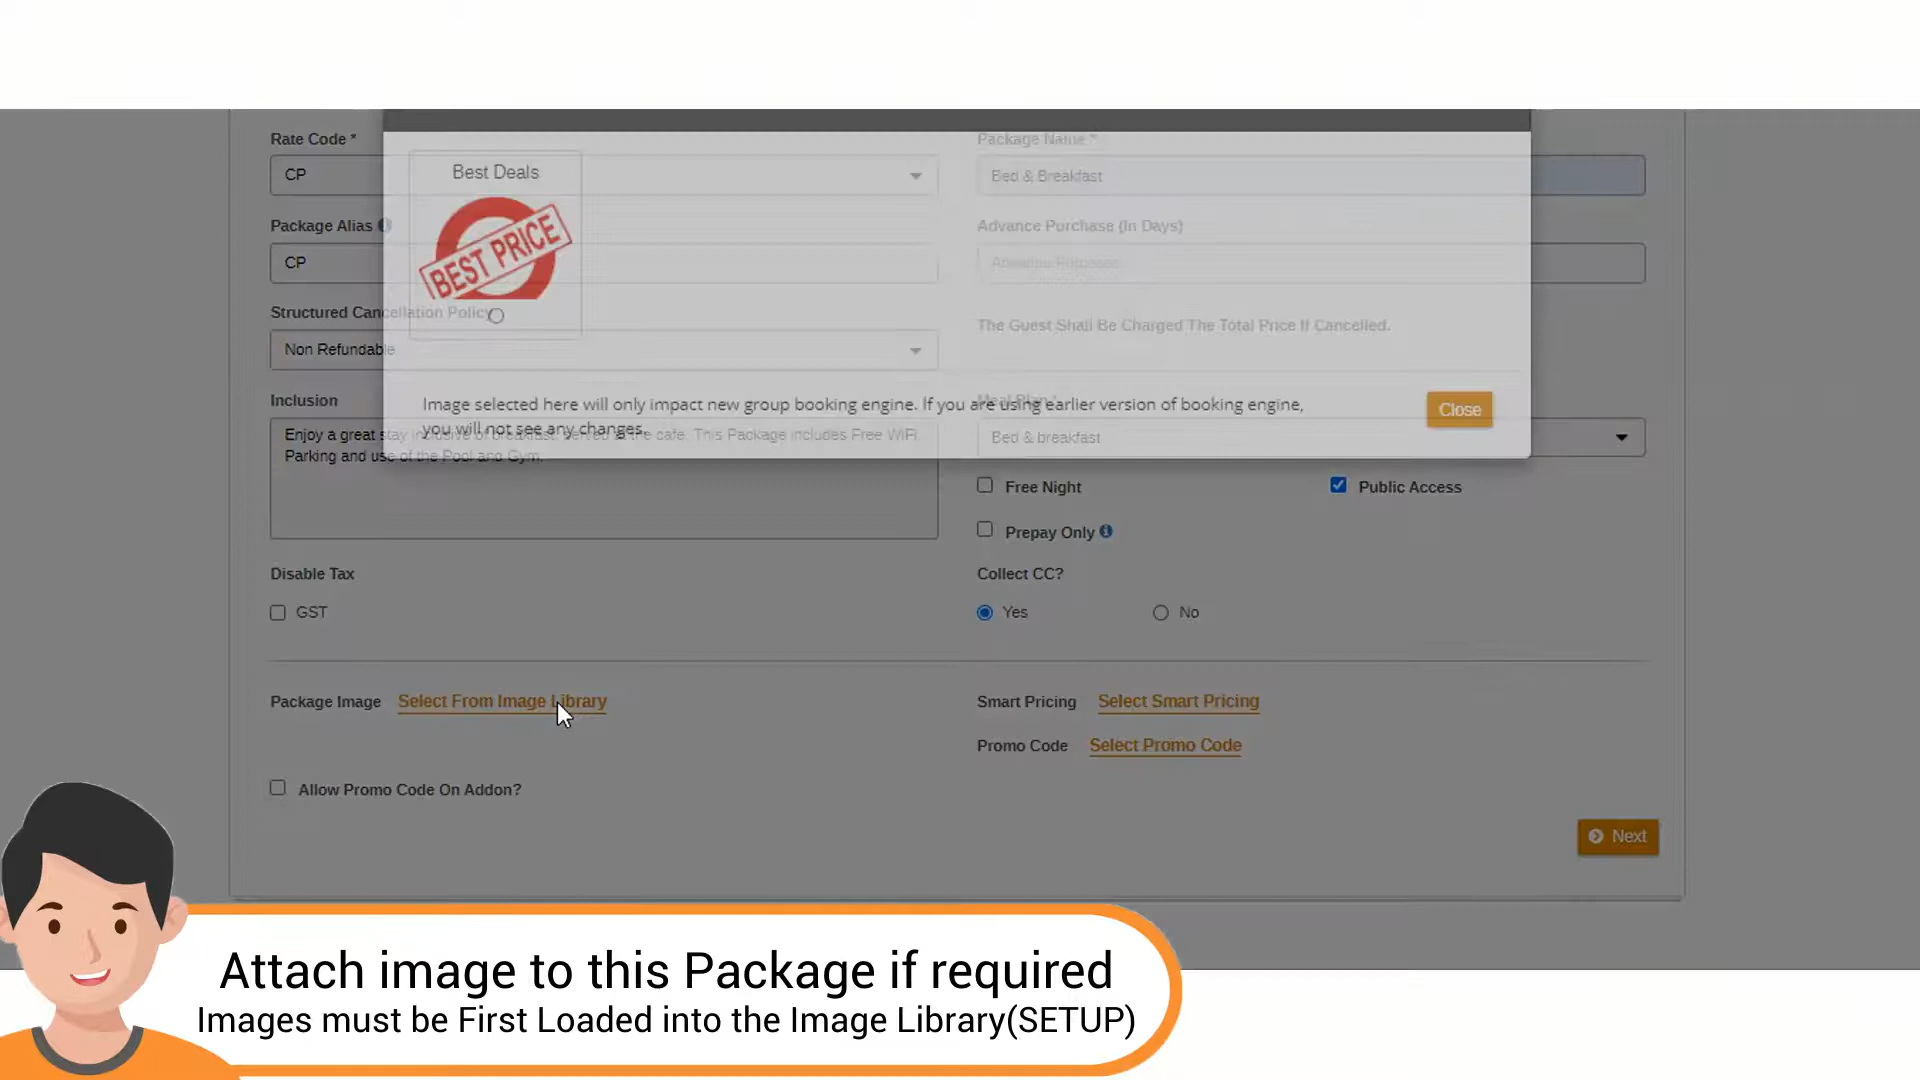 Rate Code *
CP
Package Name *
Bed & Breakfast
Best Deals
BEST PRICE
Package Alias
CP
Advance Purchase (In Days)
Advance Purchase
Structured Cancellation Policy
Non Refundable
The Guest Shall Be Charged The Total Price If Cancelled.
Image selected here will only impact new group booking engine. If you are using earlier version of booking engine,
you will not see any changes.
Close
Inclusion
Enjoy a great stay inclusive of breakfast. Served in the cafe. This Package includes Free WiFi,
Parking and use of the Pool and Gym.
Meal Plan *
Bed & breakfast
Free Night
Public Access
Prepay Only
Disable Tax
GST
Collect CC?
Yes
No
Package Image Select From Image Library
Smart Pricing Select Smart Pricing
Promo Code Select Promo Code
Allow Promo Code On Addon?
Next
Attach image to this Package if required
Images must be First Loaded into the Image Library(SETUP)